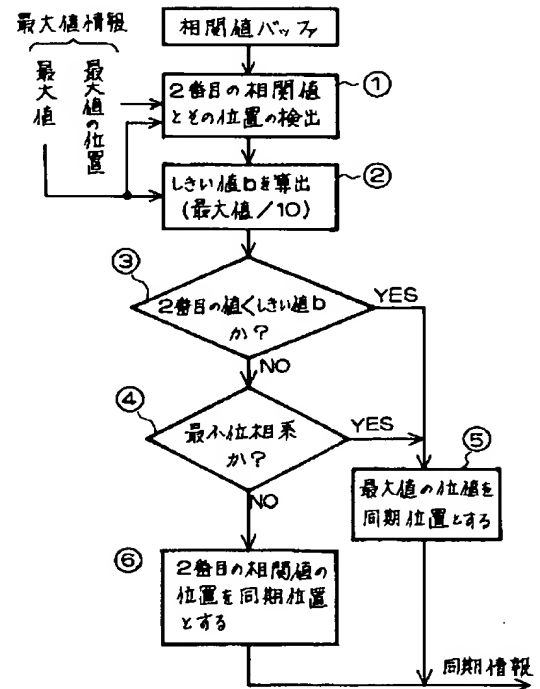 最大値情報
最大値
最大値の位置
相関値バッファ
①
2番目の相関値
とその位置の検出
②
しきい値bを算出
(最大値/10)
③
2番目の値<しきい値b
か?
YES
NO
④
最小位相系
か?
YES
NO
⑤
最大値の位値を
同期位置とする
⑥
2番目の相関値の
位置を同期位置
とする
同期情報